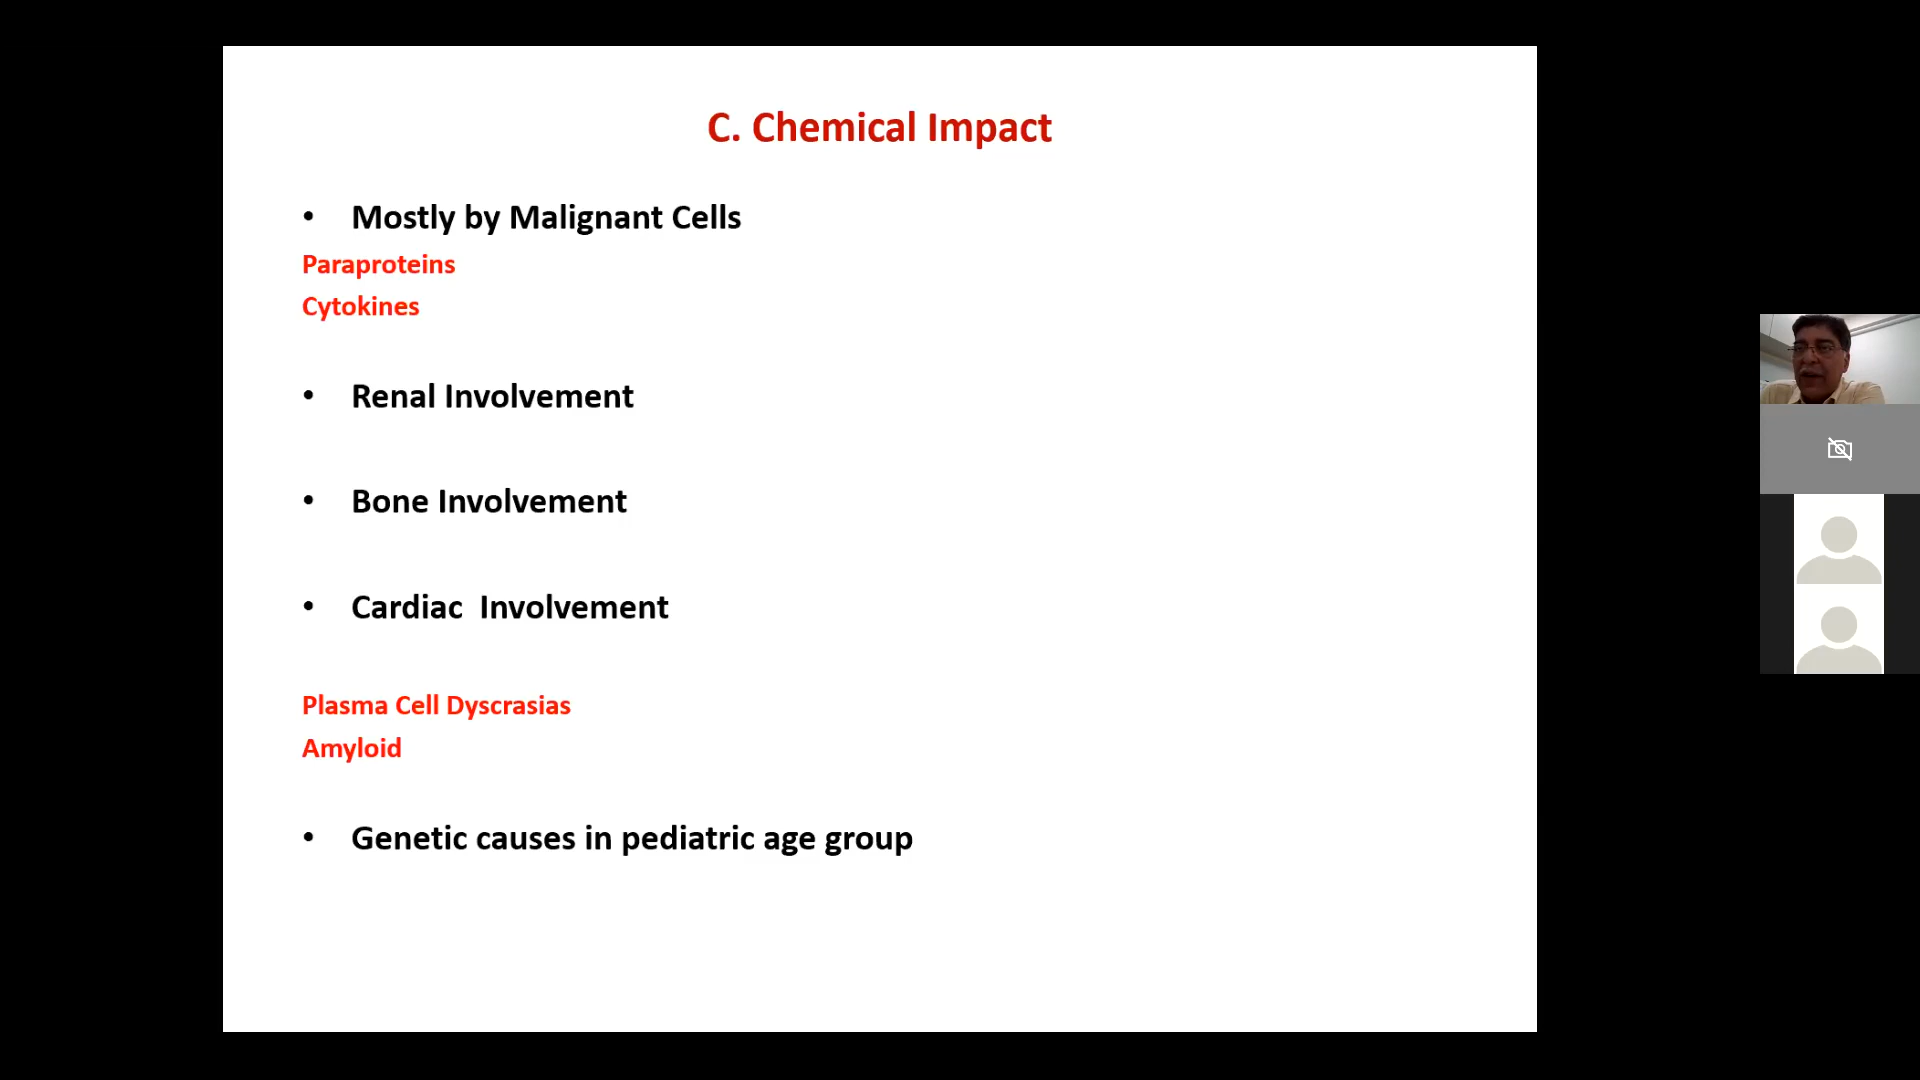 C. Chemical Impact
• Mostly by Malignant Cells
Paraproteins
Cytokines
• Renal Involvement
• Bone Involvement
• Cardiac  Involvement
Plasma Cell Dyscrasias
Amyloid
• Genetic causes in pediatric age group